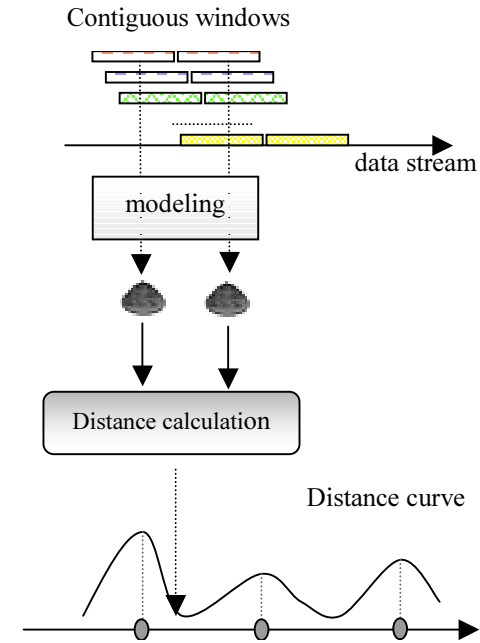 Contiguous windows
data stream
modeling
Distance calculation
Distance curve